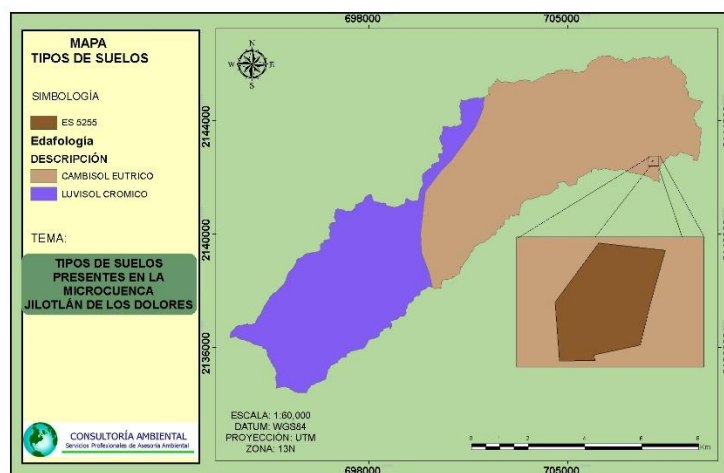 MAPA
TIPOS DE SUELOS
SIMBOLOGÍA
ES 5255
Edafología
DESCRIPCIÓN
CAMBISOL EUTRICO
LUVISOL CROMICO
TEMA:
TIPOS DE SUELOS
PRESENTES EN LA
MICROCUENCA
JILOTLÁN DE LOS DOLORES
CONSULTORÍA AMBIENTAL
Servicios Profesionales de Asesoría Ambiental
698000 705000
N
W E
S
2144000
2140000
2136000
ESCALA: 1:60,000
DATUM: WGS84
PROYECCIÓN: UTM
ZONA: 13N
Km
698000 705000